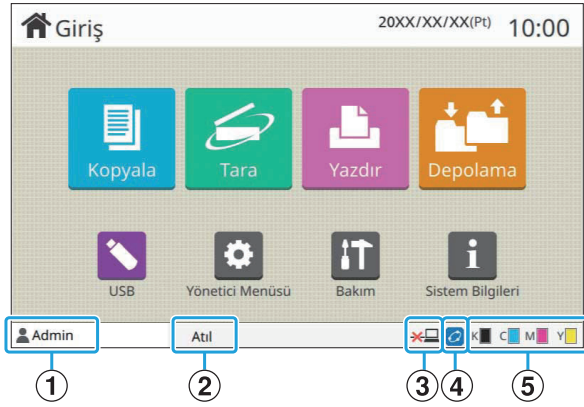 Giriş
20XX/XX/XX(Pt) 10:00
Kopyala Tara Yazdır Depolama
USB Yönetici Menüsü Bakım Sistem Bilgileri
Admin Atıl K C M Y
1 2 3 4 5